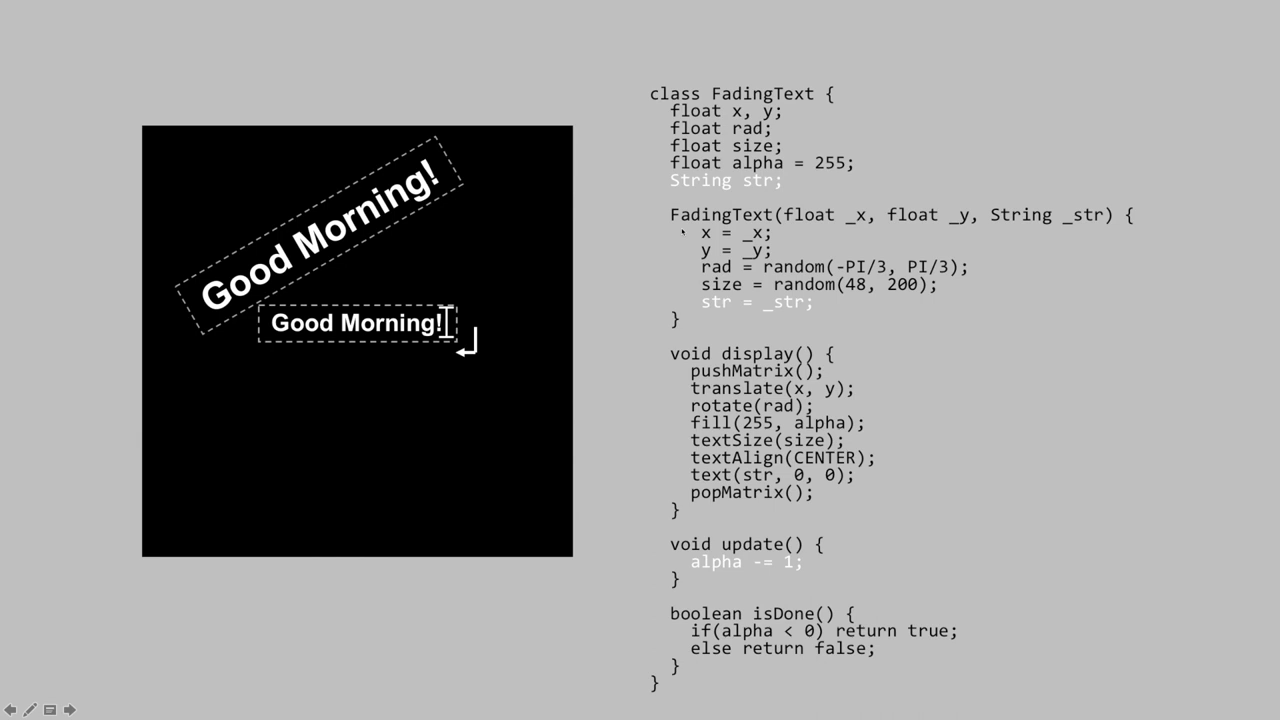 Good Morning!
Good Morning!
class FadingText {
  float x, y;
  float rad;
  float size;
  float alpha = 255;
  String str;

  FadingText(float _x, float _y, String _str) {
     x = _x;
     y = _y;
     rad = random(-PI/3, PI/3);
     size = random(48, 200);
     str = _str;
  }

  void display() {
    pushMatrix();
    translate(x, y);
    rotate(rad);
    fill(255, alpha);
    textSize(size);
    textAlign(CENTER);
    text(str, 0, 0);
    popMatrix();
  }

  void update() {
    alpha -= 1;
  }

  boolean isDone() {
    if(alpha < 0) return true;
    else return false;
  }
}